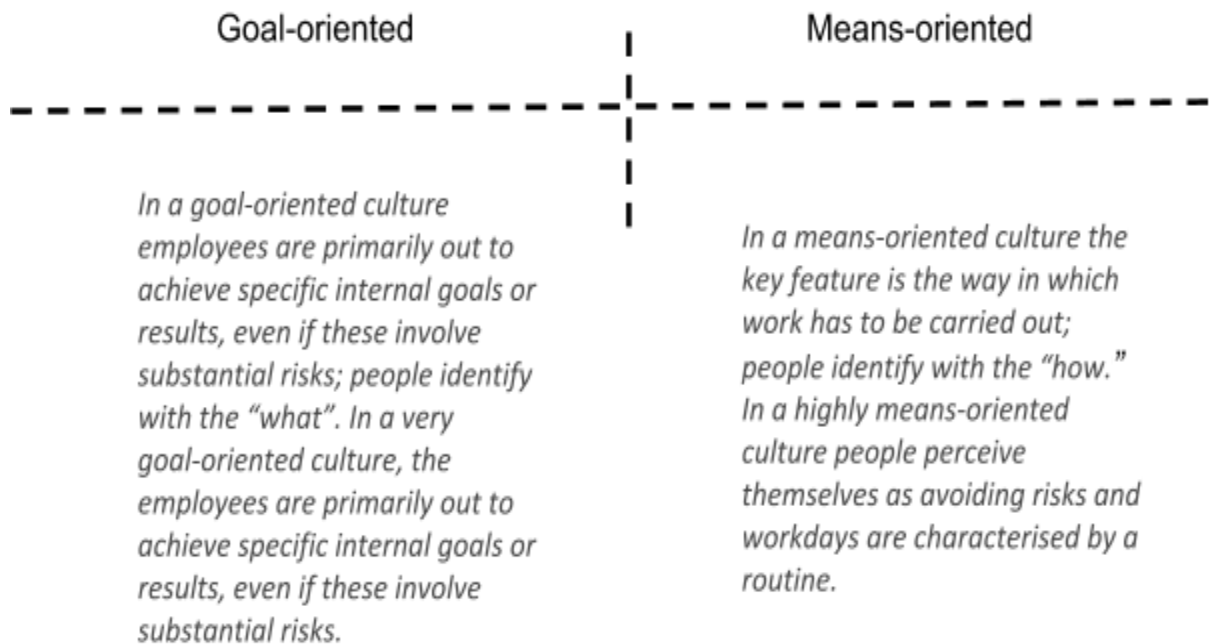 Goal-oriented
Means-oriented
In a goal-oriented culture
employees are primarily out to
achieve specific internal goals or
results, even if these involve
substantial risks; people identify
with the “what”. In a very
goal-oriented culture, the
employees are primarily out to
achieve specific internal goals or
results, even if these involve
substantial risks.
In a means-oriented culture the
key feature is the way in which
work has to be carried out;
people identify with the “how.”
In a highly means-oriented
culture people perceive
themselves as avoiding risks and
workdays are characterised by a
routine.